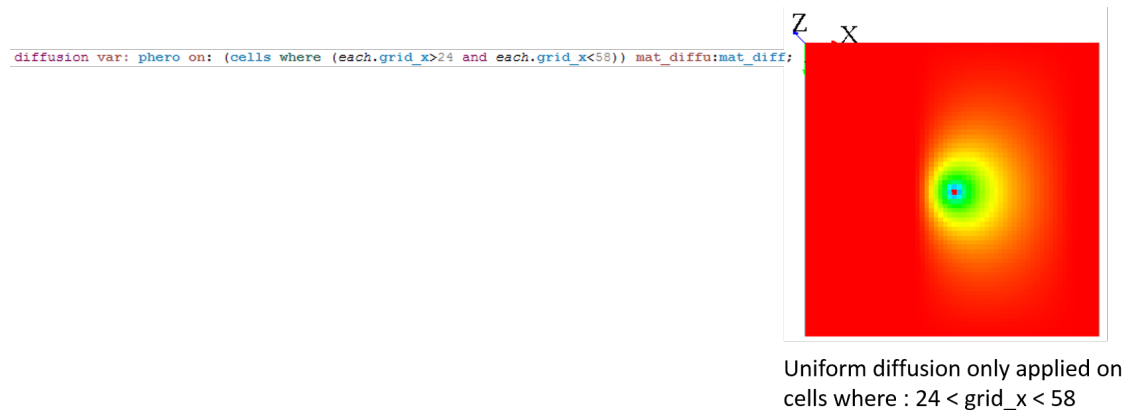 Z
X
diffusion var: phero on: (cells where (each.grid_x>24 and each.grid_x<58)) mat_diffu:mat_diff;
Uniform diffusion only applied on
cells where : 24 < grid_x < 58